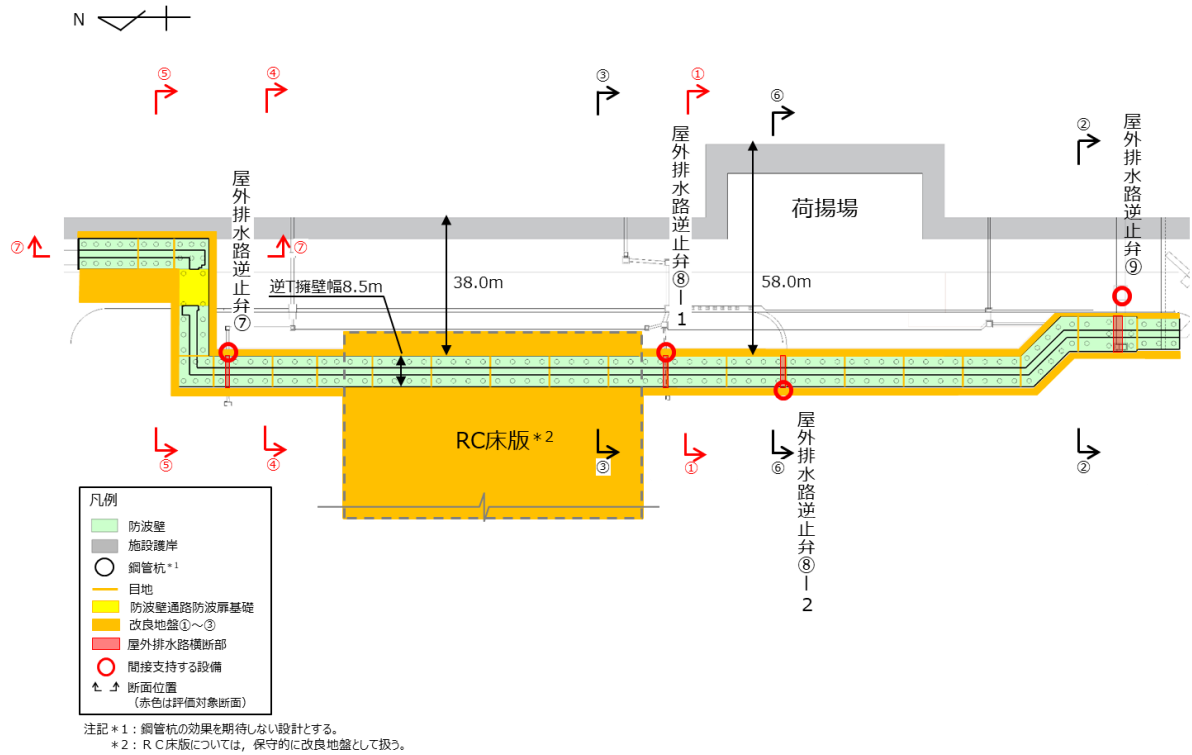 N
⑤
④
③
①
⑥
②
屋外排水路逆止弁⑦
屋外排水路逆止弁⑧ー1
屋外排水路逆止弁⑨
荷揚場
⑦
⑦
38.0m
58.0m
逆T擁壁幅8.5m
RC床版*2
⑤
④
③
①
⑥
②
屋外排水路逆止弁⑧ー2
凡例
防波壁
施設護岸
鋼管杭*1
目地
防波壁通路防波扉基礎
改良地盤①～③
屋外排水路横断部
間接支持する設備
断面位置
（赤色は評価対象断面）
注記*1：鋼管杭の効果を期待しない設計とする。
*2：RC床版については，保守的に改良地盤として扱う。